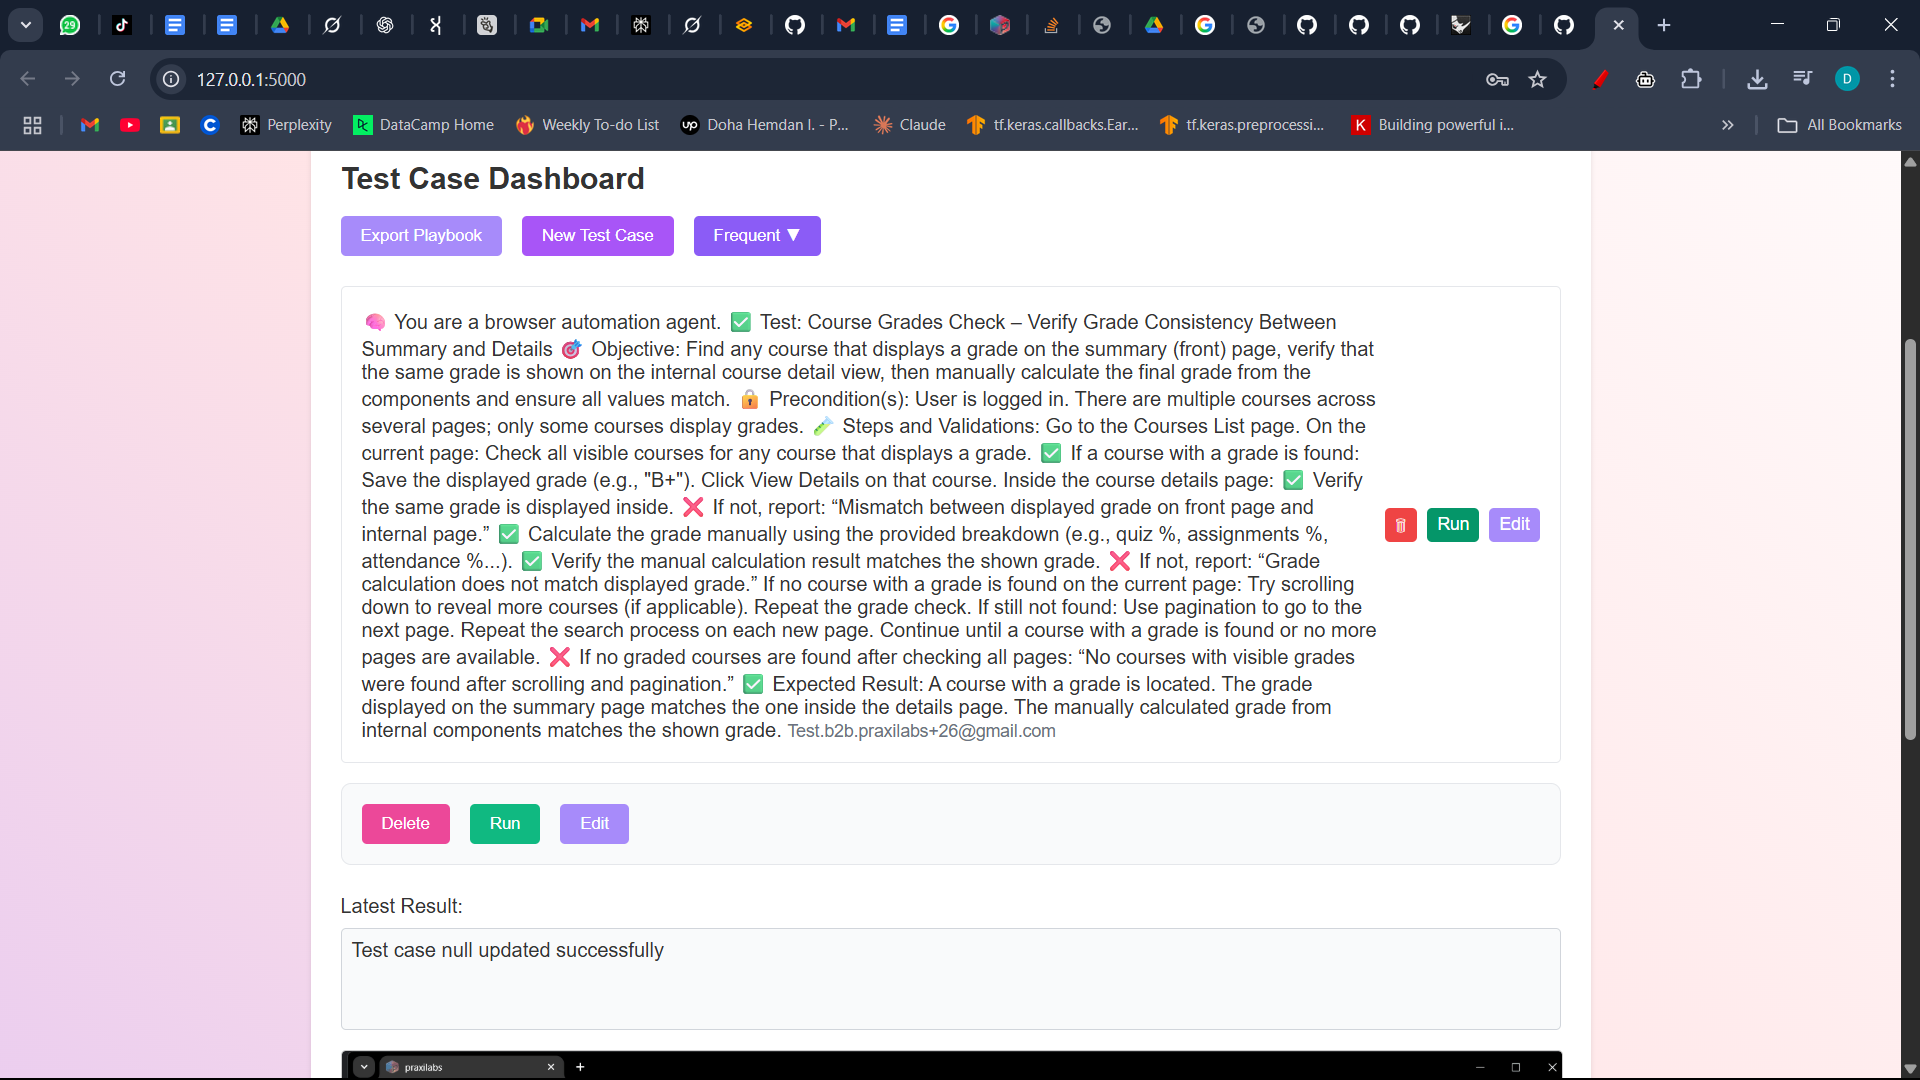 29
127.0.0.1:5000
D
Perplexity
DataCamp Home
Weekly To-do List
up Doha Hemdan I. - P...
Claude
tf.keras.callbacks.Ear...
tf.keras.preprocessi...
K Building powerful i...
»
All Bookmarks
Test Case Dashboard
Export Playbook
New Test Case
Frequent ▼
🧠 You are a browser automation agent. ✅ Test: Course Grades Check – Verify Grade Consistency Between
Summary and Details 🎯 Objective: Find any course that displays a grade on the summary (front) page, verify that
the same grade is shown on the internal course detail view, then manually calculate the final grade from the
components and ensure all values match. 🔒 Precondition(s): User is logged in. There are multiple courses across
several pages; only some courses display grades. 🧪 Steps and Validations: Go to the Courses List page. On the
current page: Check all visible courses for any course that displays a grade. ✅ If a course with a grade is found:
Save the displayed grade (e.g., "B+"). Click View Details on that course. Inside the course details page: ✅ Verify
the same grade is displayed inside. ❌ If not, report: “Mismatch between displayed grade on front page and
internal page.” ✅ Calculate the grade manually using the provided breakdown (e.g., quiz %, assignments %,
attendance %...). ✅ Verify the manual calculation result matches the shown grade. ❌ If not, report: “Grade
calculation does not match displayed grade.” If no course with a grade is found on the current page: Try scrolling
down to reveal more courses (if applicable). Repeat the grade check. If still not found: Use pagination to go to the
next page. Repeat the search process on each new page. Continue until a course with a grade is found or no more
pages are available. ❌ If no graded courses are found after checking all pages: “No courses with visible grades
were found after scrolling and pagination.” ✅ Expected Result: A course with a grade is located. The grade
displayed on the summary page matches the one inside the details page. The manually calculated grade from
internal components matches the shown grade. Test.b2b.praxilabs+26@gmail.com
Run
Edit
Delete
Run
Edit
Latest Result:
Test case null updated successfully
praxilabs